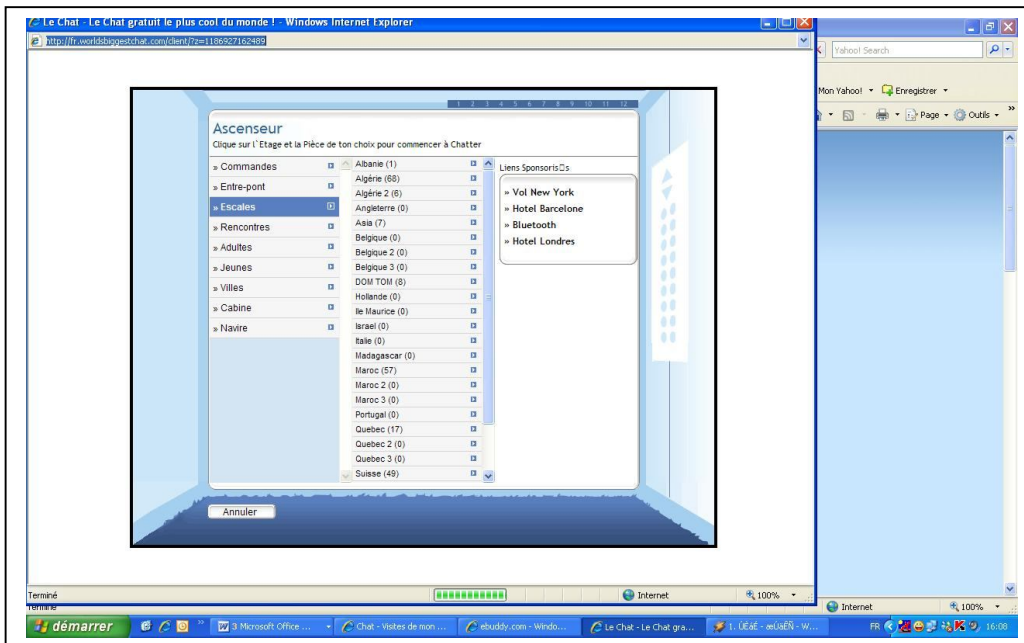 Le Chat - Le Chat gratuit le plus cool du monde ! - Windows Internet Explorer
http://fr.worldsbiggestchat.com/client/?z=1186927162489
Yahoo! Search
Mon Yahoo! Enregistrer
Page Outils »
1 2 3 4 5 6 7 8 9 10 11 12
Ascenseur
Clique sur l`Etage et la Pièce de ton choix pour commencer à Chatter
» Commandes
» Entre-pont
» Escales
» Rencontres
» Adultes
» Jeunes
» Villes
» Cabine
» Navire
Albanie (1)
Algérie (68)
Algérie 2 (6)
Angleterre (0)
Asia (7)
Belgique (0)
Belgique 2 (0)
Belgique 3 (0)
DOM TOM (8)
Hollande (0)
Ile Maurice (0)
Israel (0)
Italie (0)
Madagascar (0)
Maroc (57)
Maroc 2 (0)
Maroc 3 (0)
Portugal (0)
Quebec (17)
Quebec 2 (0)
Quebec 3 (0)
Suisse (49)
Liens Sponsoris□s
» Vol New York
» Hotel Barcelone
» Bluetooth
» Hotel Londres
Annuler
Terminé
Internet
100%
Terminé
Internet
100%
démarrer
»
3 Microsoft Office ...
Chat - Visites de mon ...
ebuddy.com - Windo...
Le Chat - Le Chat gra...
FR
16:08